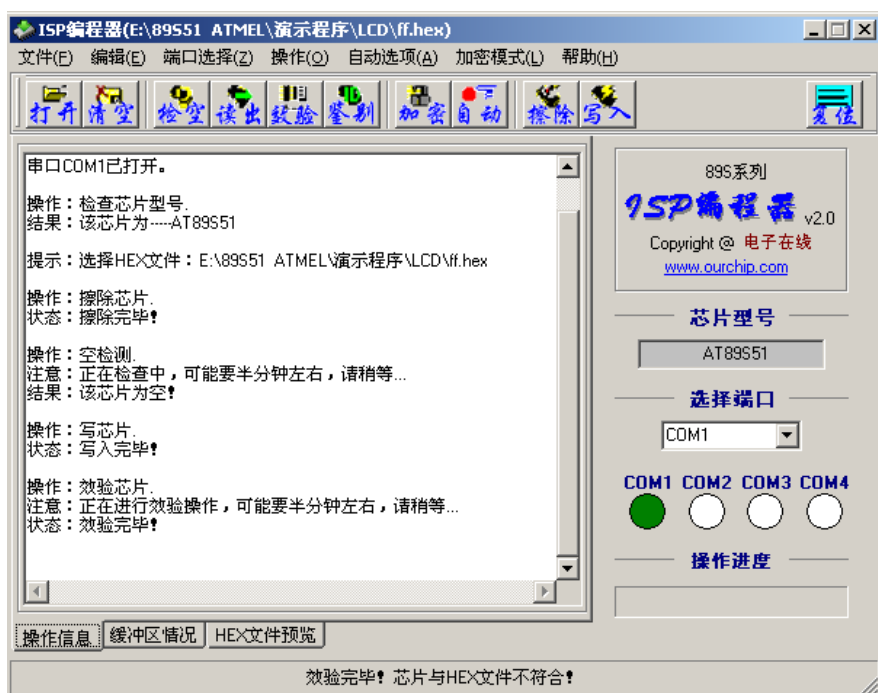 ISP编程器(E:\89S51 ATMEL\演示程序\LCD\ff.hex)
文件(F) 编辑(E) 端口选择(Z) 操作(O) 自动选项(A) 加密模式(L) 帮助(H)
打开 清空 检空 读出 效验 鉴别 加密 自动 擦除 写入 复位
串口COM1已打开。
操作：检查芯片型号.
结果：该芯片为-----AT89S51
提示：选择HEX文件：E:\89S51 ATMEL\演示程序\LCD\ff.hex
操作：擦除芯片.
状态：擦除完毕!
操作：空检测.
注意：正在检查中，可能要半分钟左右，请稍等...
结果：该芯片为空!
操作：写芯片.
状态：写入完毕!
操作：效验芯片.
注意：正在进行效验操作，可能要半分钟左右，请稍等...
状态：效验完毕!
89S系列
ISP编程器 v2.0
Copyright @ 电子在线
www.ourchip.com
芯片型号
AT89S51
选择端口
COM1
COM1 COM2 COM3 COM4
操作进度
操作信息 缓冲区情况 HEX文件预览
效验完毕! 芯片与HEX文件不符合!